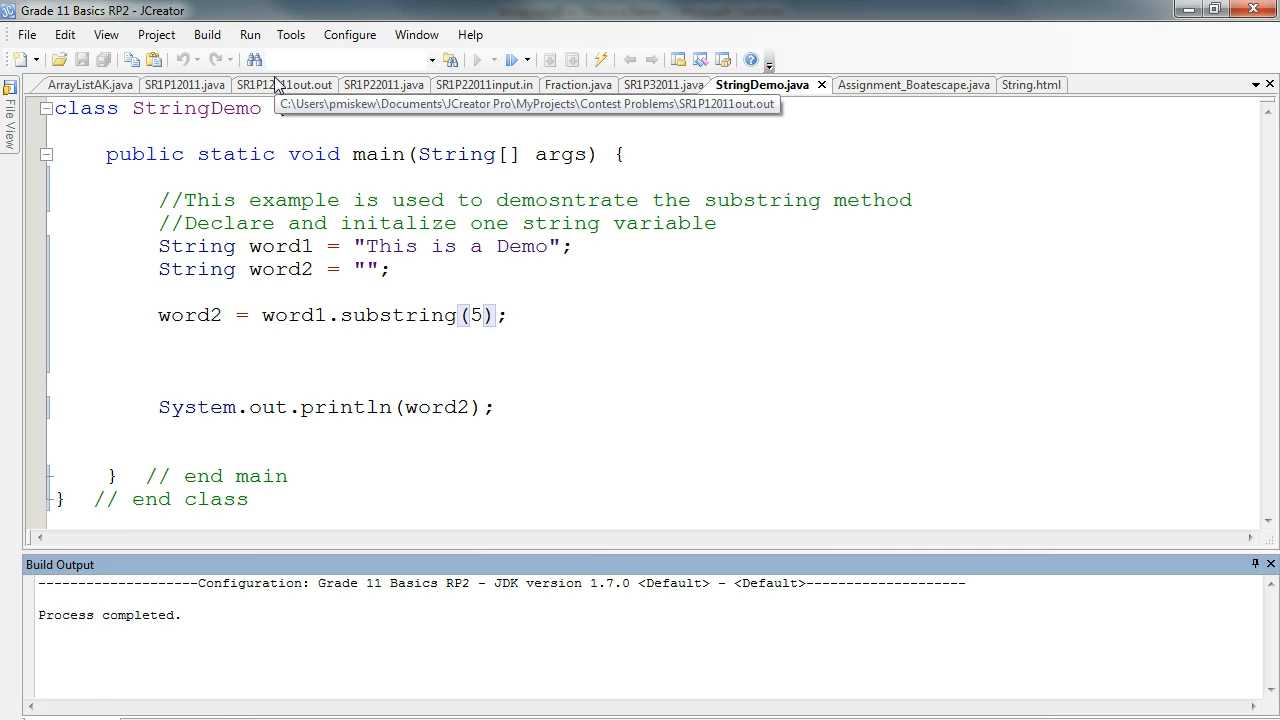 Grade 11 Basics RP2 - JCreator
File Edit View Project Build Run Tools Configure Window Help
File View
ArrayListAK.java SR1P12011.java SR1P12011out.out SR1P22011.java SR1P22011input.in Fraction.java SR1P32011.java StringDemo.java Assignment_Boatescape.java String.html
C:\Users\pmiskew\Documents\JCreator Pro\MyProjects\Contest Problems\SR1P12011out.out
class StringDemo {
public static void main(String[] args) {
//This example is used to demosntrate the substring method
//Declare and initalize one string variable
String word1 = "This is a Demo";
String word2 = "";
word2 = word1.substring(5);
System.out.println(word2);
} // end main
} // end class
Build Output
--------------------Configuration: Grade 11 Basics RP2 - JDK version 1.7.0 <Default> - <Default>--------------------
Process completed.